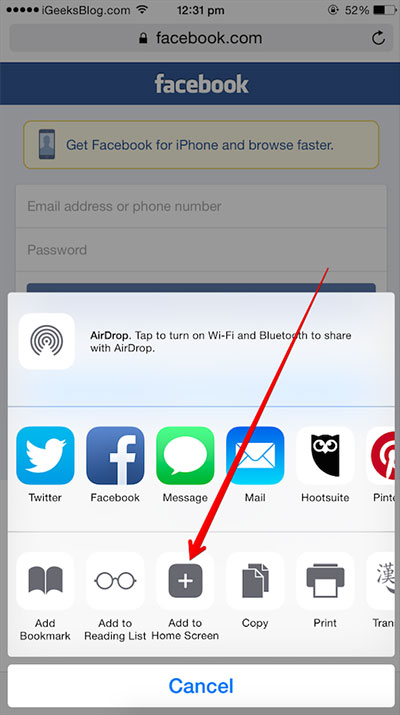 iGeeksBlog.com 12:31 pm 52%
facebook.com
facebook
Get Facebook for iPhone and browse faster.
Email address or phone number
Password
AirDrop. Tap to turn on Wi-Fi and Bluetooth to share
with AirDrop.
Twitter Facebook Message Mail Hootsuite Pinte
漢
Add
Bookmark
Add to
Reading List
Add to
Home Screen
Copy
Print
Trans
Cancel